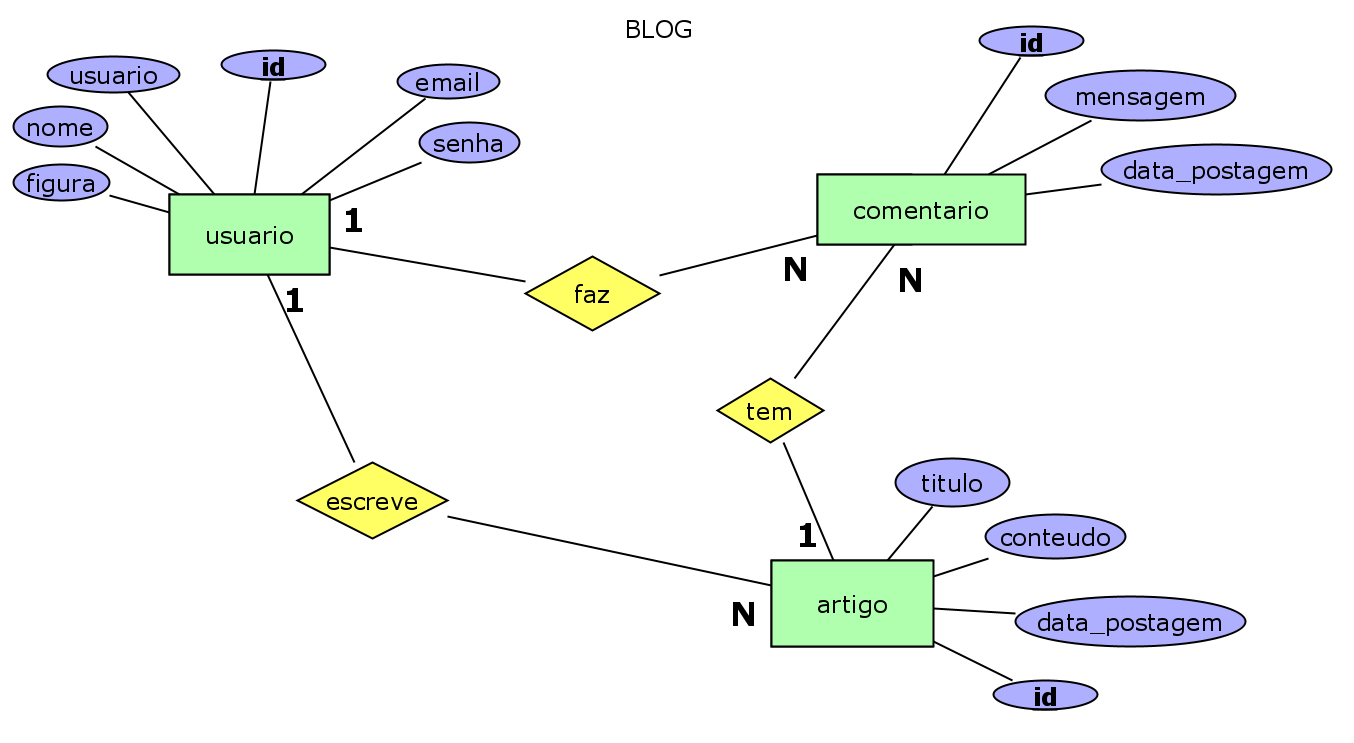 BLOG
usuario
id
email
nome
senha
figura
usuario
1
1
faz
id
mensagem
data_postagem
comentario
N
N
tem
escreve
titulo
1
conteudo
artigo
N
data_postagem
id